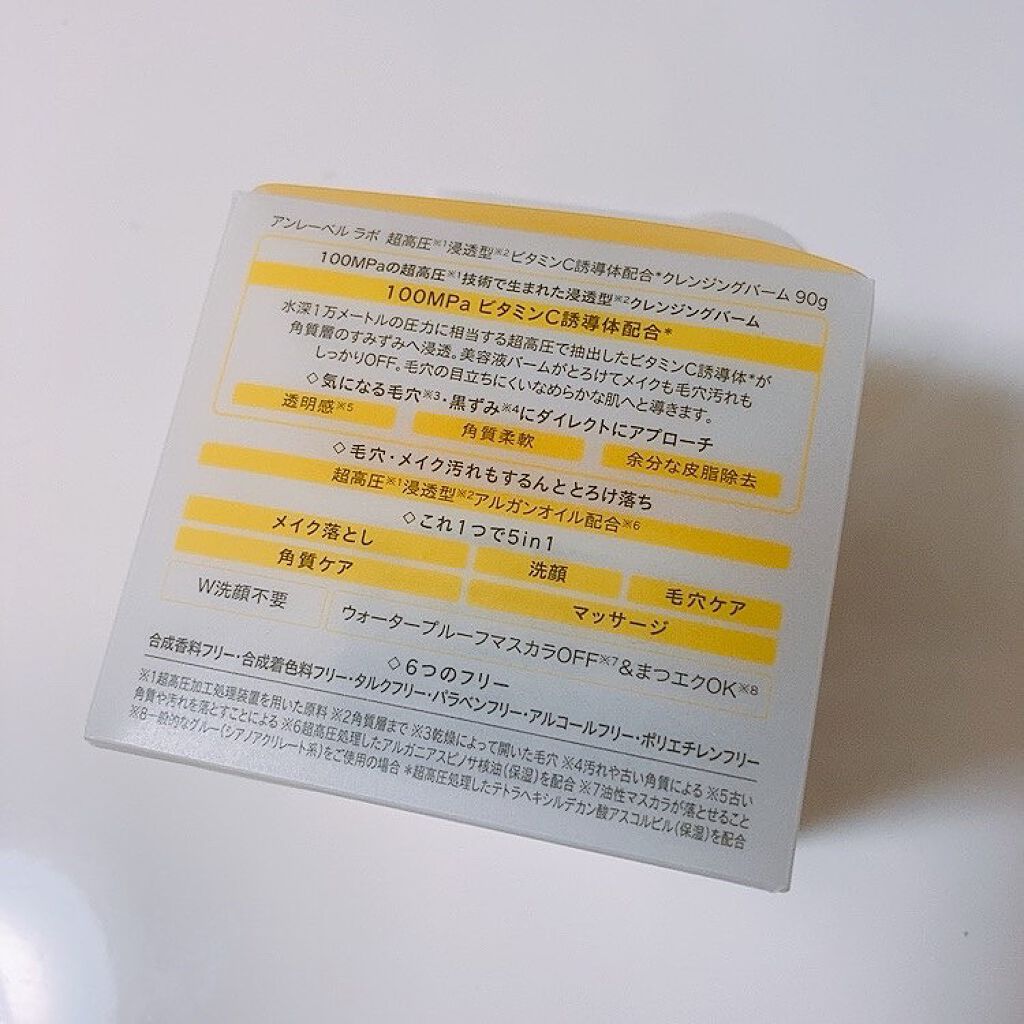 アンレーベル ラボ 超高圧※1浸透型※2ビタミンC誘導体配合*クレンジングバーム 90g
100MPaの超高圧※1技術で生まれた浸透型※2クレンジングバーム
100MPa ビタミンC誘導体配合*
水深1万メートルの圧力に相当する超高圧で抽出したビタミンC誘導体*が
角質層のすみずみへ浸透。美容液バームがとろけてメイクも毛穴汚れも
しっかりOFF。毛穴の目立ちにくいなめらかな肌へと導きます。
◇気になる毛穴※3・黒ずみ※4にダイレクトにアプローチ
透明感※5 角質柔軟 余分な皮脂除去
◇毛穴・メイク汚れもするんととろけ落ち
超高圧※1浸透型※2アルガンオイル配合※6
◇これ1つで5in1
メイク落とし 洗顔 毛穴ケア
角質ケア マッサージ
W洗顔不要 ウォータープルーフマスカラOFF※7&まつエクOK※8
◇6つのフリー
合成香料フリー・合成着色料フリー・タルクフリー・パラベンフリー・アルコールフリー・ポリエチレンフリー
※1超高圧加工処理装置を用いた原料 ※2角質層まで ※3乾燥によって開いた毛穴 ※4汚れや古い角質による ※5古い
角質や汚れを落とすことによる ※6超高圧処理したアルガニアスピノサ核油(保湿)を配合 ※7油性マスカラが落とせること
※8一般的なグルー(シアノアクリレート系)をご使用の場合 *超高圧処理したテトラヘキシルデカン酸アスコルビル(保湿)を配合